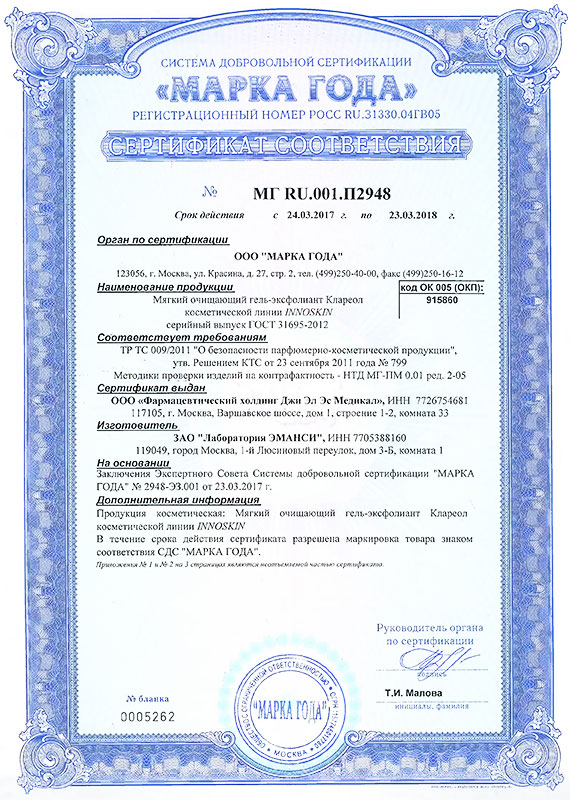 СИСТЕМА ДОБРОВОЛЬНОЙ СЕРТИФИКАЦИИ
«МАРКА ГОДА»
РЕГИСТРАЦИОННЫЙ НОМЕР РОСС RU.31330.04ГВ05
СЕРТИФИКАТ СООТВЕТСТВИЯ
№ МГ RU.001.П2948
Срок действия с 24.03.2017 г. по 23.03.2018 г.
Орган по сертификации
ООО "МАРКА ГОДА"
123056, г. Москва, ул. Красина, д. 27, стр. 2, тел. (499)250-40-00, факс (499)250-16-12
Наименование продукции код ОК 005 (ОКП):
Мягкий очищающий гель-эксфолиант Клареол 915860
косметической линии INNOSKIN
серийный выпуск ГОСТ 31695-2012
Соответствует требованиям
ТР ТС 009/2011 "О безопасности парфюмерно-косметической продукции",
утв. Решением КТС от 23 сентября 2011 года № 799
Методики проверки изделий на контрафактность - НТД МГ-ПМ 0.01 ред. 2-05
Сертификат выдан
ООО «Фармацевтический холдинг Джи Эл Эс Медикал», ИНН 7726754681
117105, г. Москва, Варшавское шоссе, дом 1, строение 1-2, комната 33
Изготовитель
ЗАО "Лаборатория ЭМАНСИ", ИНН 7705388160
119049, город Москва, 1-й Люсиновый переулок, дом 3-Б, комната 1
На основании
Заключения Экспертного Совета Системы добровольной сертификации "МАРКА
ГОДА" № 2948-ЭЗ.001 от 23.03.2017 г.
Дополнительная информация
Продукция косметическая: Мягкий очищающий гель-эксфолиант Клареол
косметической линии INNOSKIN
В течение срока действия сертификата разрешена маркировка товара знаком
соответствия СДС "МАРКА ГОДА".
Приложения № 1 и № 2 на 3 страницах являются неотъемлемой частью сертификата.
Руководитель органа
по сертификации
подпись
Т.И. Малова
инициалы, фамилия
№ бланка
0005262
ОБЩЕСТВО С ОГРАНИЧЕННОЙ ОТВЕТСТВЕННОСТЬЮ
"МАРКА ГОДА"
МОСКВА